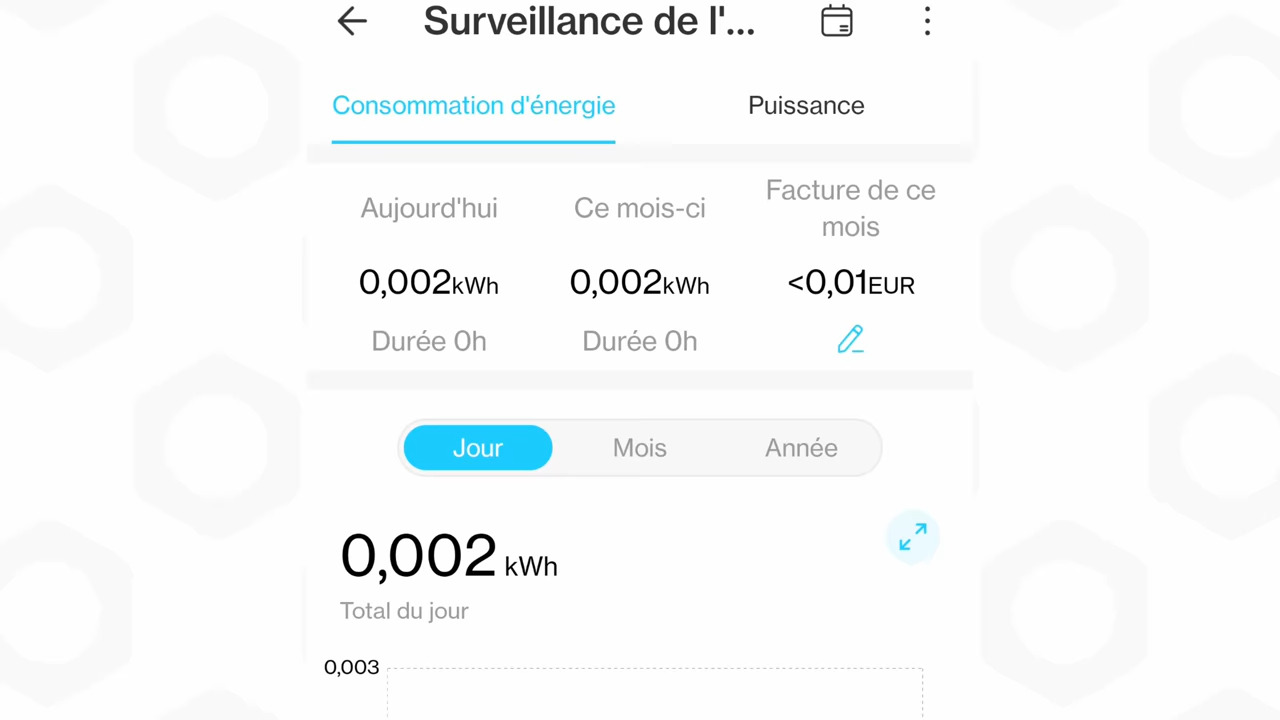 Surveillance de l'...
Consommation d'énergie
Puissance
Aujourd'hui
Ce mois-ci
Facture de ce
mois
0,002kWh
0,002kWh
<0,01EUR
Durée 0h
Durée 0h
Jour
Mois
Année
0,002 kWh
Total du jour
0,003